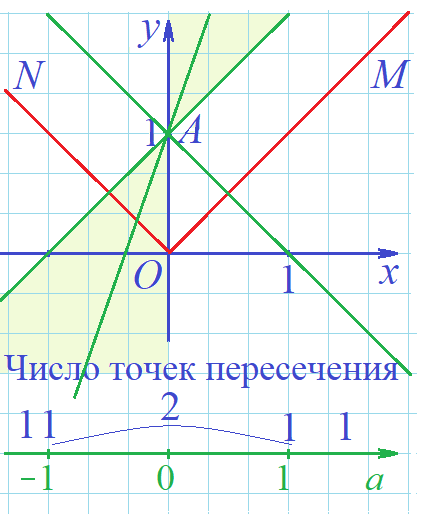 y
N M
1 A
O 1 x
Число точек пересечения
1 1 2 1 1
-1 0 1 a